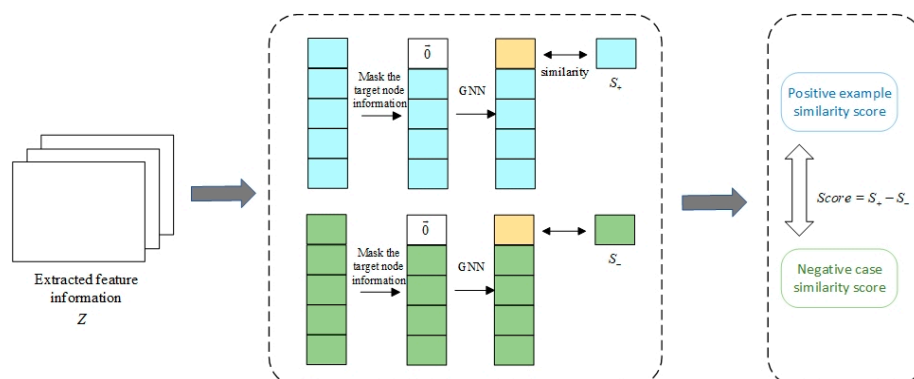 Extracted feature
information
Z
Mask the
target node
information
0⃗
GNN
similarity
S₊
Mask the
target node
information
0⃗
GNN
S₋
Positive example
similarity score
Score = S₊ − S₋
Negative case
similarity score